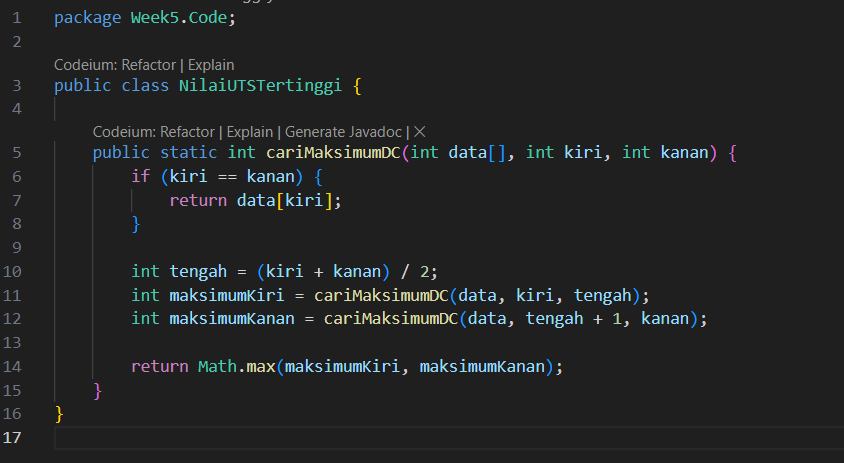 1 package Week5.Code;
2
Codeium: Refactor | Explain
3 public class NilaiUTSTertinggi {
4
Codeium: Refactor | Explain | Generate Javadoc | ×
5 public static int cariMaksimumDC(int data[], int kiri, int kanan) {
6 if (kiri == kanan) {
7 return data[kiri];
8 }
9
10 int tengah = (kiri + kanan) / 2;
11 int maksimumKiri = cariMaksimumDC(data, kiri, tengah);
12 int maksimumKanan = cariMaksimumDC(data, tengah + 1, kanan);
13
14 return Math.max(maksimumKiri, maksimumKanan);
15 }
16 }
17